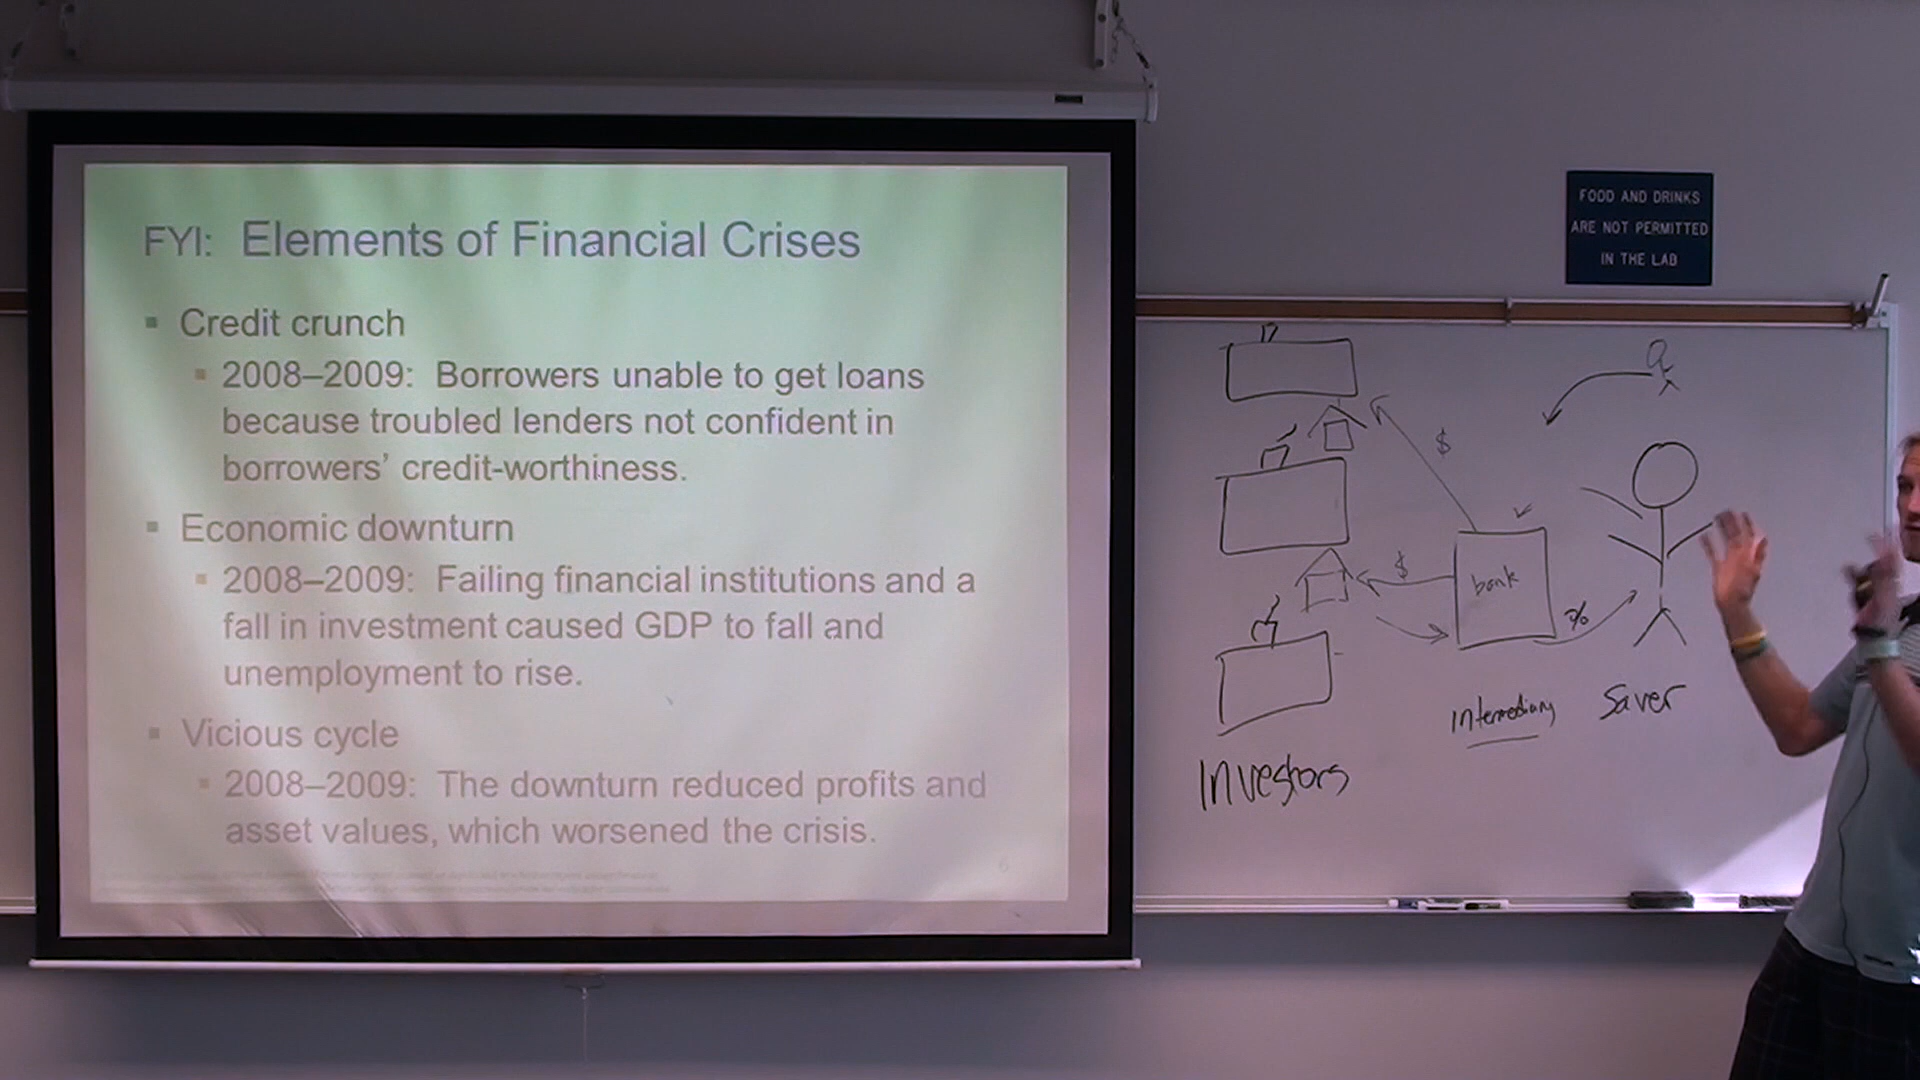 FYI: Elements of Financial Crises
▪ Credit crunch
▪ 2008–2009: Borrowers unable to get loans
because troubled lenders not confident in
borrowers’ credit-worthiness.
▪ Economic downturn
▪ 2008–2009: Failing financial institutions and a
fall in investment caused GDP to fall and
unemployment to rise.
▪ Vicious cycle
▪ 2008–2009: The downturn reduced profits and
asset values, which worsened the crisis.
6
FOOD AND DRINKS
ARE NOT PERMITTED
IN THE LAB
$
$
bank
%
Intermediary
Saver
Investors